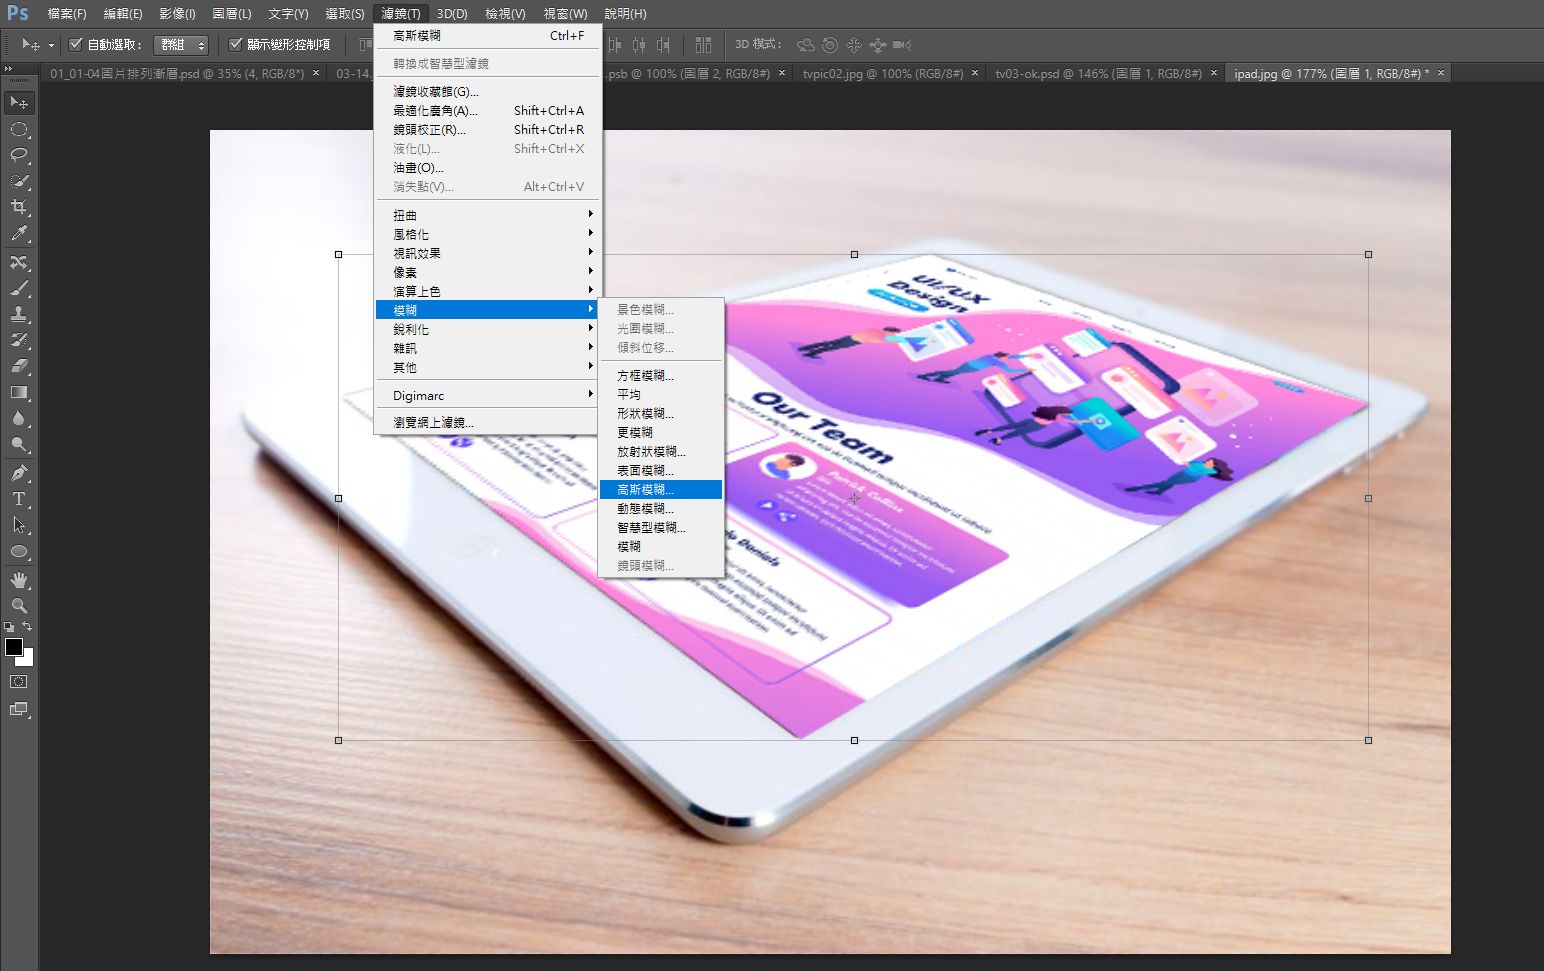 Ps 檔案(F) 編輯(E) 影像(I) 圖層(L) 文字(Y) 選取(S) 濾鏡(T) 3D(D) 檢視(V) 視窗(W) 說明(H)
自動選取： 群組 顯示變形控制項 3D 模式：
01_01-04圖片排列漸層.psd @ 35% (4, RGB/8*) × 03-14. .psb @ 100% (圖層 2, RGB/8#) × tvpic02.jpg @ 100% (RGB/8#) × tv03-ok.psd @ 146% (圖層 1, RGB/8#) × ipad.jpg @ 177% (圖層 1, RGB/8#) * ×
高斯模糊 Ctrl+F
轉換成智慧型濾鏡
濾鏡收藏館(G)...
最適化廣角(A)... Shift+Ctrl+A
鏡頭校正(R)... Shift+Ctrl+R
液化(L)... Shift+Ctrl+X
油畫(O)...
消失點(V)... Alt+Ctrl+V
扭曲
風格化
視訊效果
像素
演算上色
模糊
銳利化
雜訊
其他
Digimarc
瀏覽網上濾鏡...
景色模糊...
光圈模糊...
傾斜位移...
方框模糊...
平均
形狀模糊...
更模糊
放射狀模糊...
表面模糊...
高斯模糊...
動態模糊...
智慧型模糊...
模糊
鏡頭模糊...
UI/UX
Design
Our Team
Patrick Collins
Daniels
T